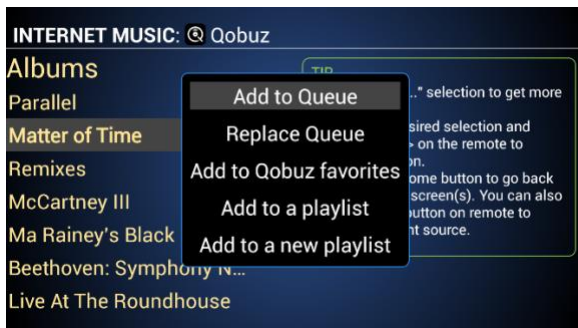 INTERNET MUSIC: Qobuz
Albums
Parallel
Matter of Time
Remixes
McCartney III
Ma Rainey's Black
Beethoven: Symphony N...
Live At The Roundhouse
Add to Queue
Replace Queue
Add to Qobuz favorites
Add to a playlist
Add to a new playlist
TIP
..." selection to get more
sired selection and
> on the remote to
on.
ome button to go back
screen(s). You can also
utton on remote to
nt source.